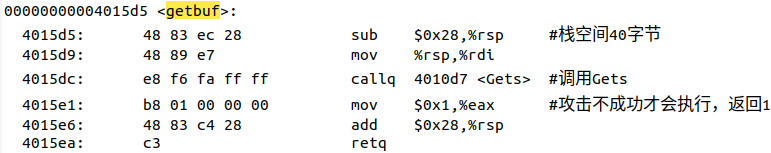 00000000004015d5 <getbuf>:
4015d5: 48 83 ec 28 sub $0x28,%rsp #栈空间40字节
4015d9: 48 89 e7 mov %rsp,%rdi
4015dc: e8 f6 fa ff ff callq 4010d7 <Gets> #调用Gets
4015e1: b8 01 00 00 00 mov $0x1,%eax #攻击不成功才会执行，返回1
4015e6: 48 83 c4 28 add $0x28,%rsp
4015ea: c3 retq